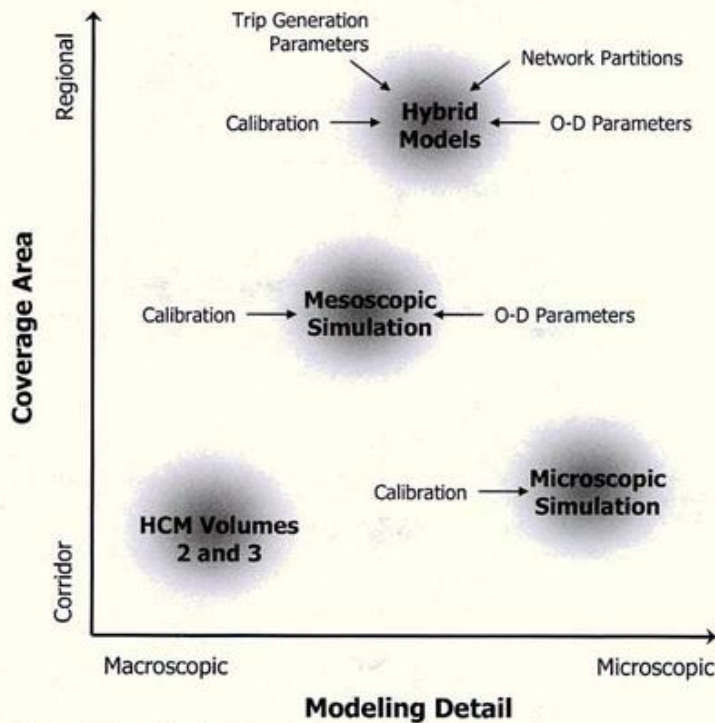 Trip Generation
Parameters
Network Partitions
Regional
Hybrid
Models
Calibration
O-D Parameters
Coverage Area
Mesoscopic
Simulation
Calibration
O-D Parameters
Microscopic
Simulation
Calibration
HCM Volumes
2 and 3
Corridor
Macroscopic
Microscopic
Modeling Detail